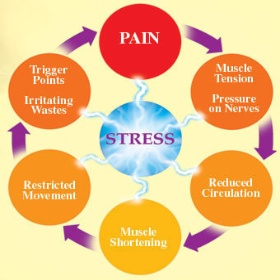 PAIN
Muscle
Tension
Pressure
on Nerves
Reduced
Circulation
Muscle
Shortening
Restricted
Movement
Trigger
Points
Irritating
Wastes
STRESS